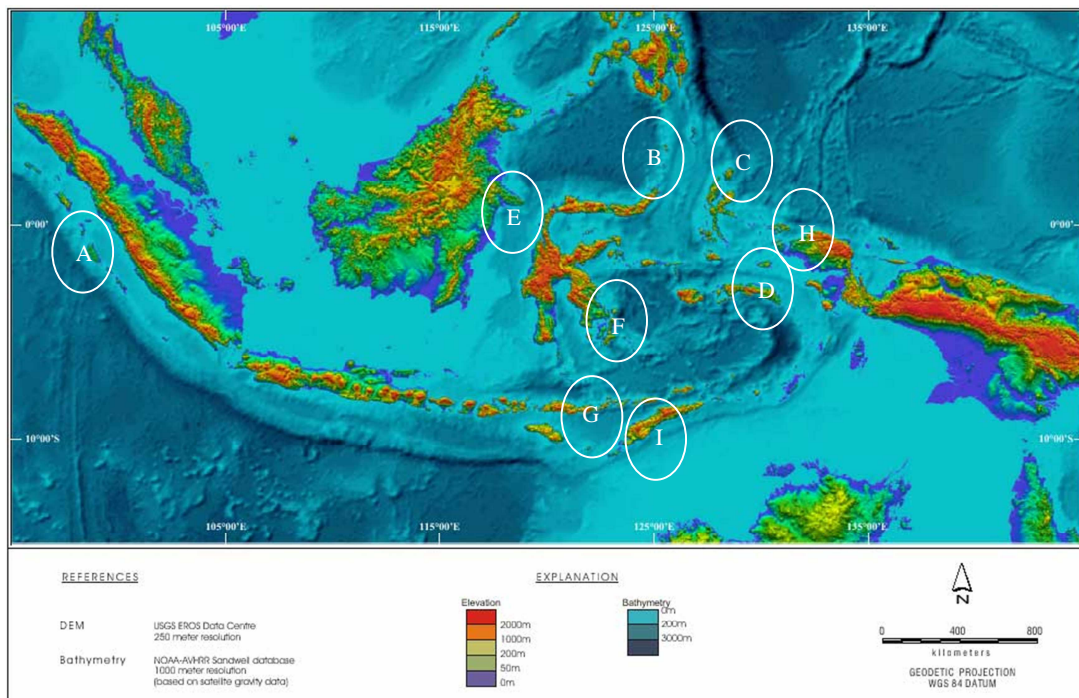 105°00'E 115°00'E 125°00'E 135°00'E
B
C
0°00' 0°00'
E
H
A
D
F
G
I
10°00'S 10°00'S
105°00'E 115°00'E 125°00'E 135°00'E
REFERENCES
DEM USGS EROS Data Centre
250 meter resolution
Bathymetry NOAA-AVHRR Sandwell database
1000 meter resolution
(based on satellite gravity data)
EXPLANATION
Elevation
2000m
1000m
200m
50m
0m
Bathymetry
0m
200m
3000m
N
0 400 800
kilometers
GEODETIC PROJECTION
WGS 84 DATUM